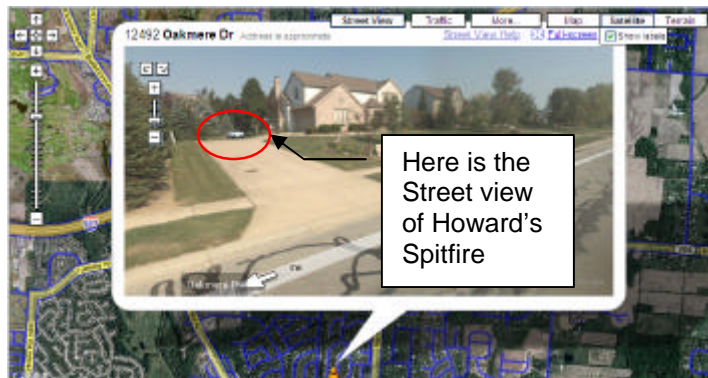 Street View Traffic More... Map Satellite Terrain
12492 Oakmere Dr Address is approximate Street View Help Full-screen Show labels
Here is the
Street view
of Howard's
Spitfire
Oakmere